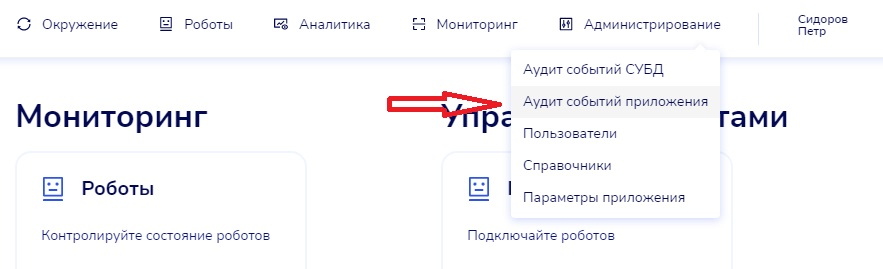 Окружение
Роботы
Аналитика
Мониторинг
Администрирование
Сидоров
Петр
Аудит событий СУБД
Аудит событий приложения
Пользователи
Справочники
Параметры приложения
Мониторинг
Роботы
Контролируйте состояние роботов
Подключайте роботов